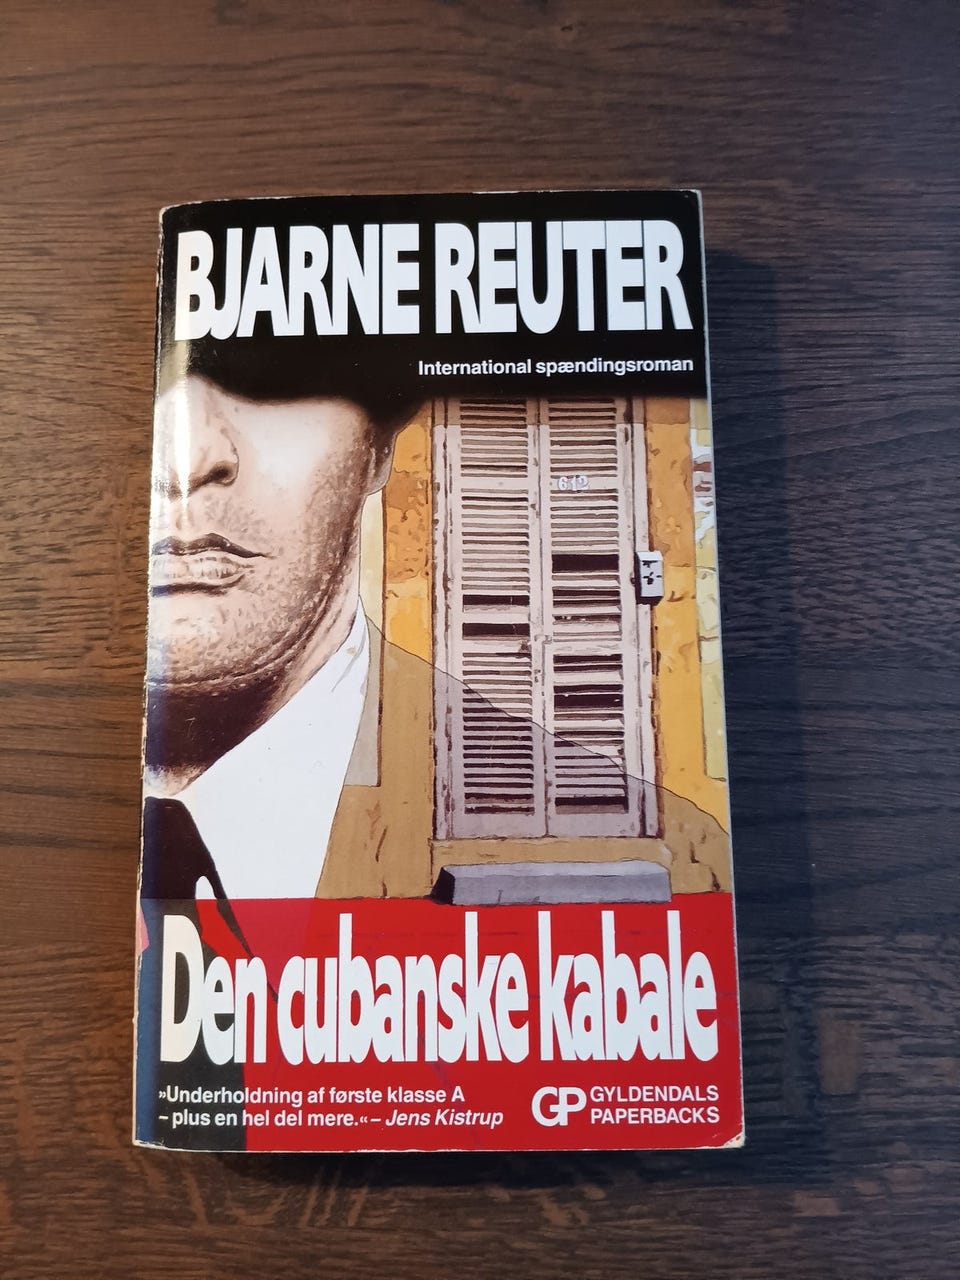 BJARNE REUTER
International spændingsroman
612
Den cubanske kabale
»Underholdning af første klasse A
– plus en hel del mere.« – Jens Kistrup
GP GYLDENDALS
PAPERBACKS